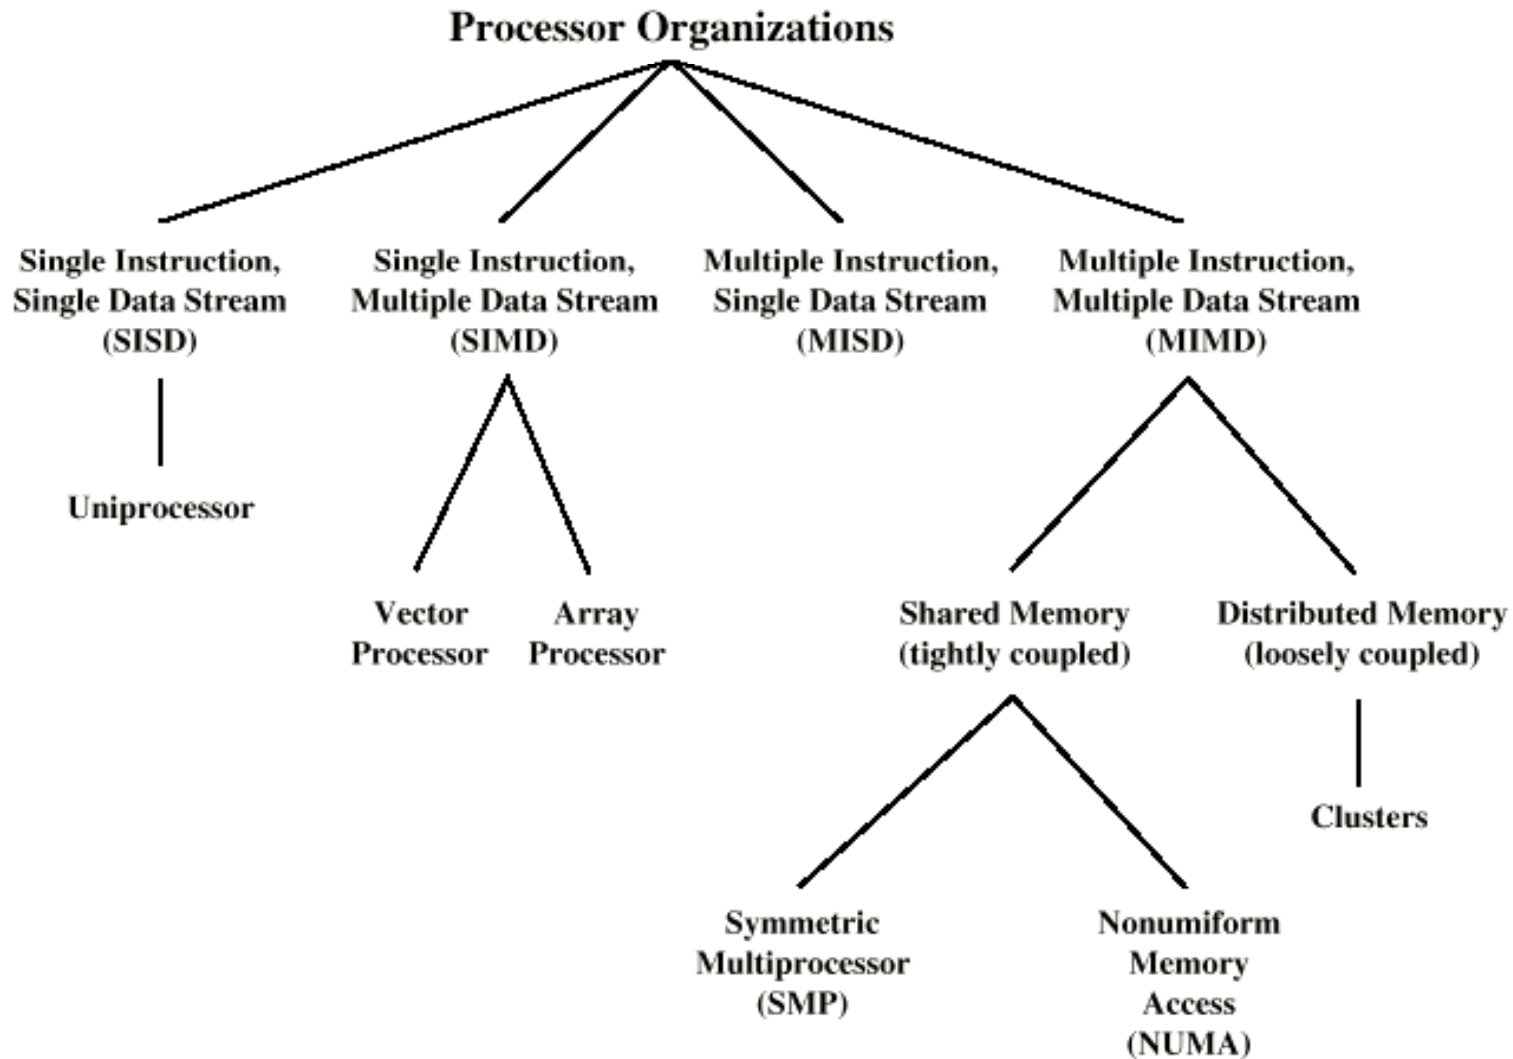 Processor Organizations
Single Instruction,
Single Data Stream
(SISD)
Single Instruction,
Multiple Data Stream
(SIMD)
Multiple Instruction,
Single Data Stream
(MISD)
Multiple Instruction,
Multiple Data Stream
(MIMD)
Uniprocessor
Vector
Processor
Array
Processor
Shared Memory
(tightly coupled)
Distributed Memory
(loosely coupled)
Clusters
Symmetric
Multiprocessor
(SMP)
Nonumiform
Memory
Access
(NUMA)